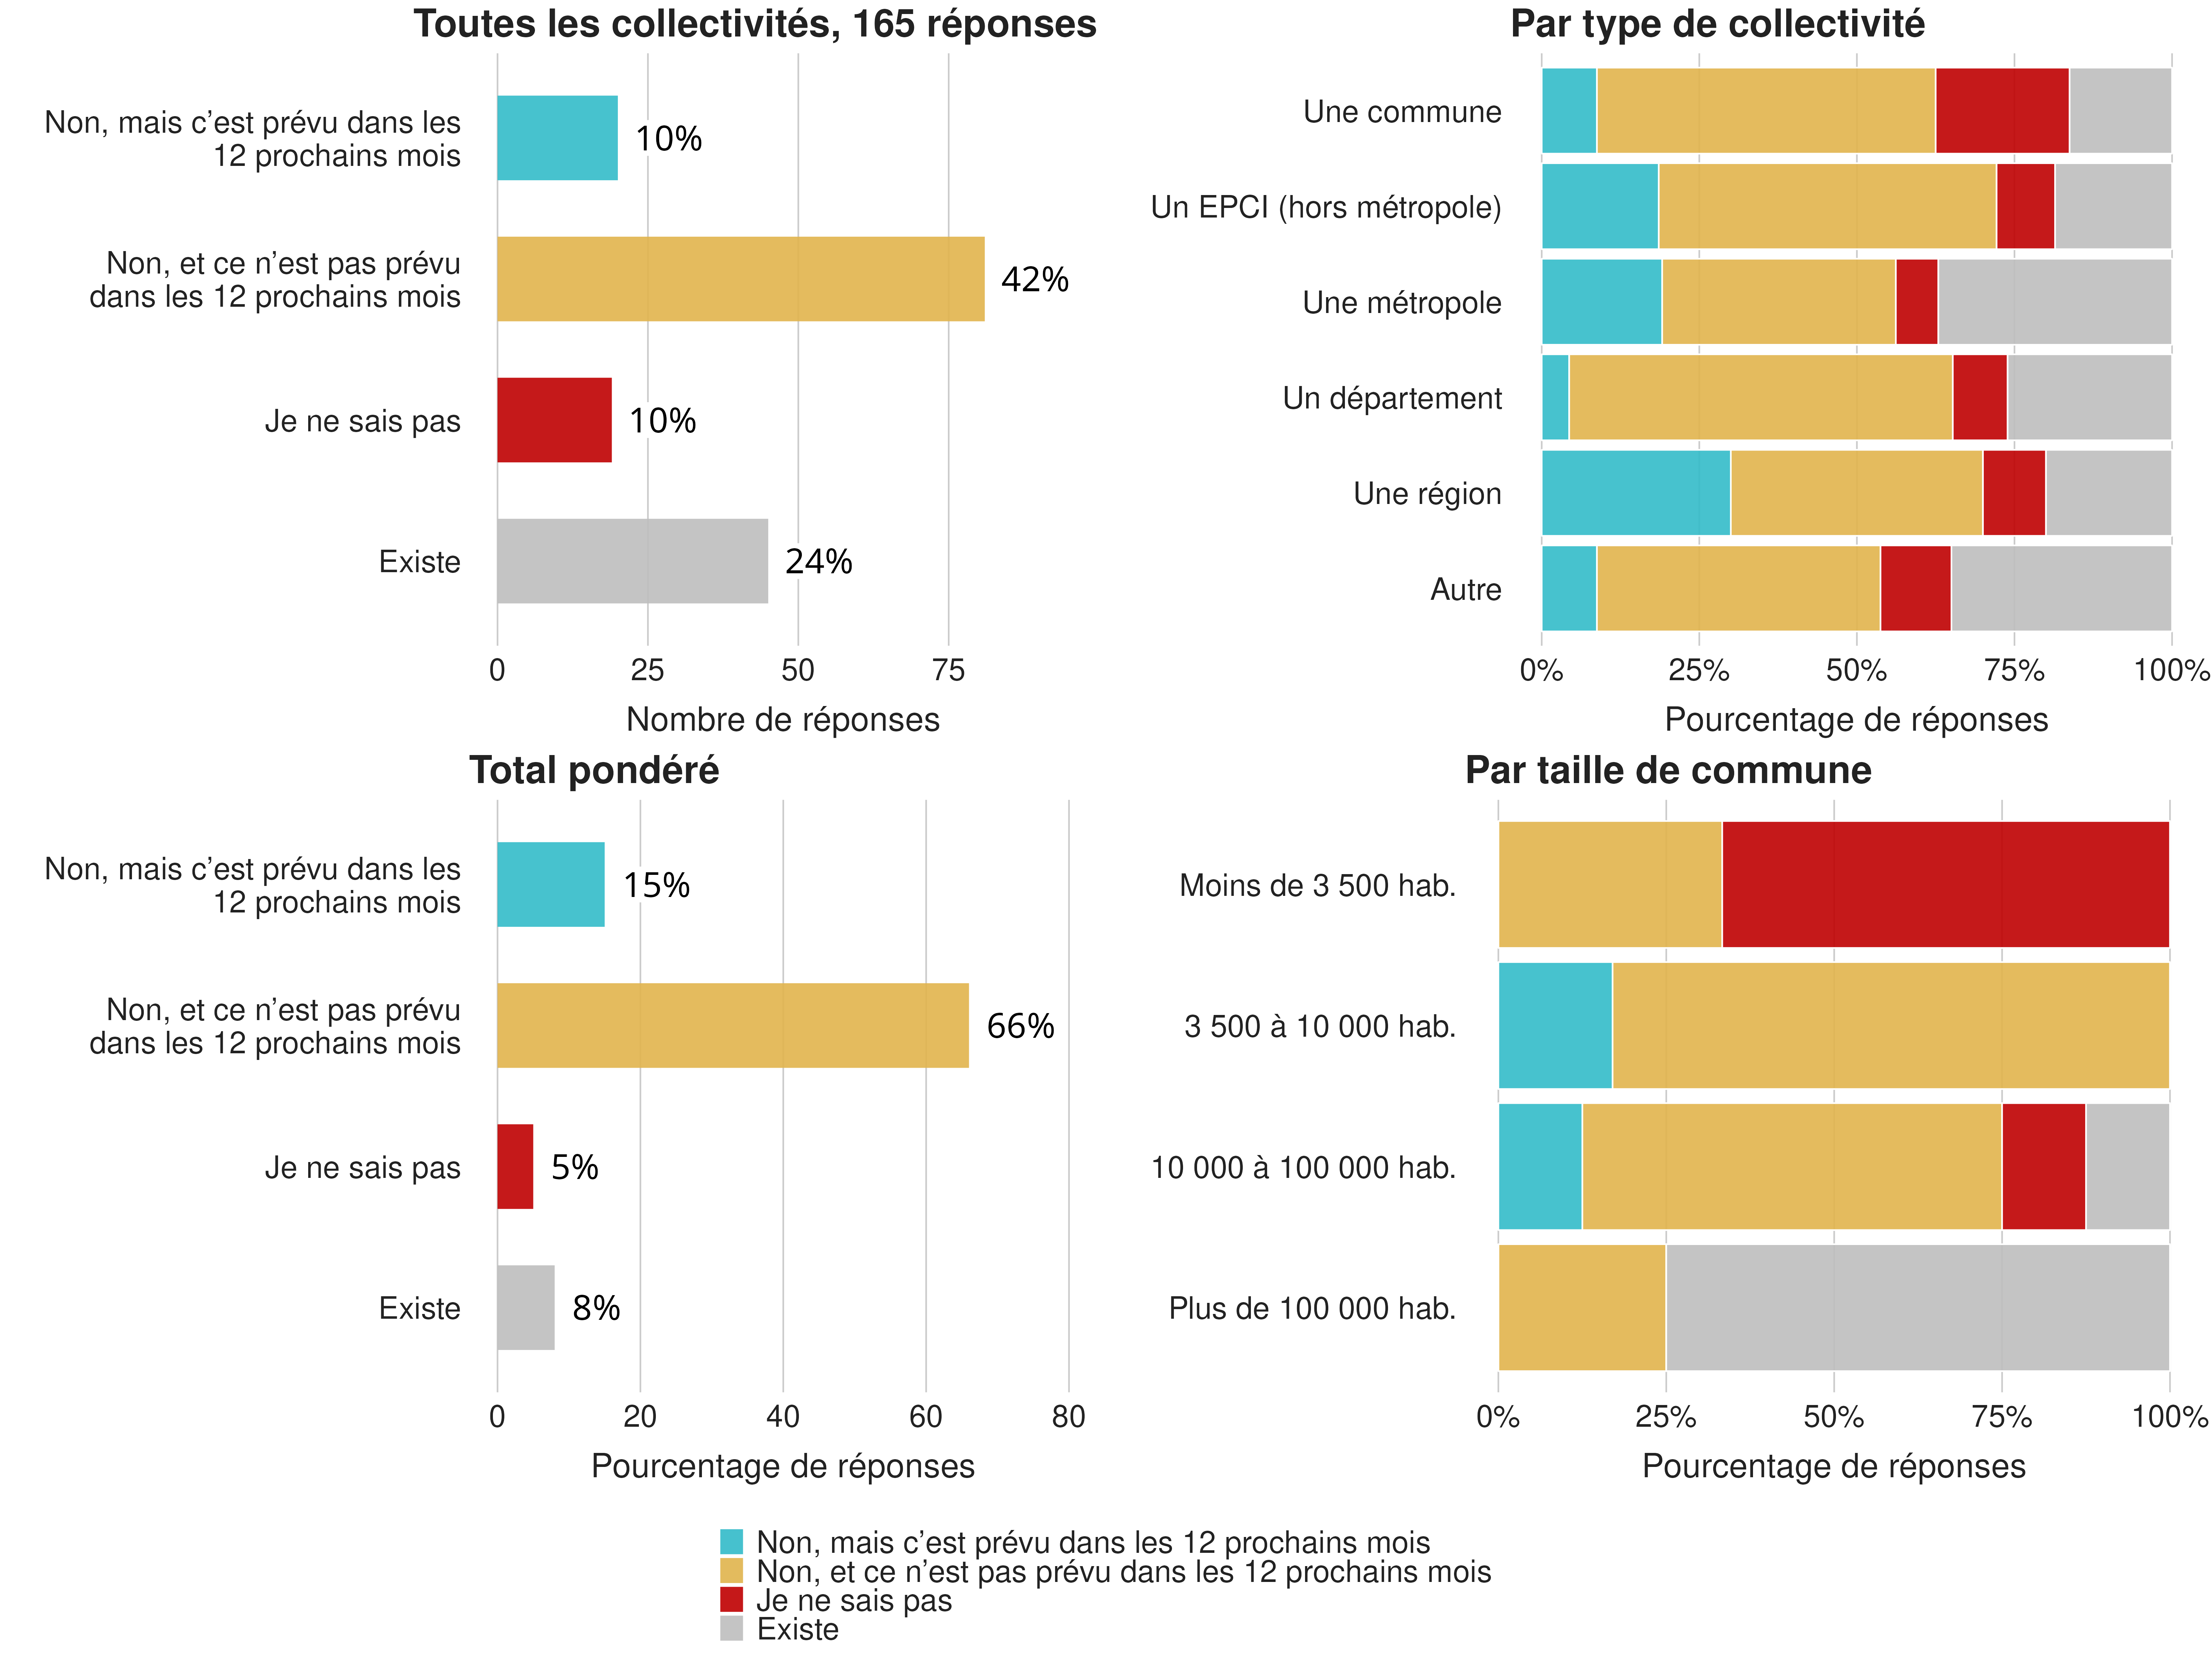 Toutes les collectivités, 165 réponses
Non, mais c’est prévu dans les
12 prochains mois
10%
Non, et ce n’est pas prévu
dans les 12 prochains mois
42%
Je ne sais pas
10%
Existe
24%
0 25 50 75
Nombre de réponses
Par type de collectivité
Une commune
Un EPCI (hors métropole)
Une métropole
Un département
Une région
Autre
0% 25% 50% 75% 100%
Pourcentage de réponses
Total pondéré
Non, mais c’est prévu dans les
12 prochains mois
15%
Non, et ce n’est pas prévu
dans les 12 prochains mois
66%
Je ne sais pas
5%
Existe
8%
0 20 40 60 80
Pourcentage de réponses
Par taille de commune
Moins de 3 500 hab.
3 500 à 10 000 hab.
10 000 à 100 000 hab.
Plus de 100 000 hab.
0% 25% 50% 75% 100%
Pourcentage de réponses
Non, mais c’est prévu dans les 12 prochains mois
Non, et ce n’est pas prévu dans les 12 prochains mois
Je ne sais pas
Existe